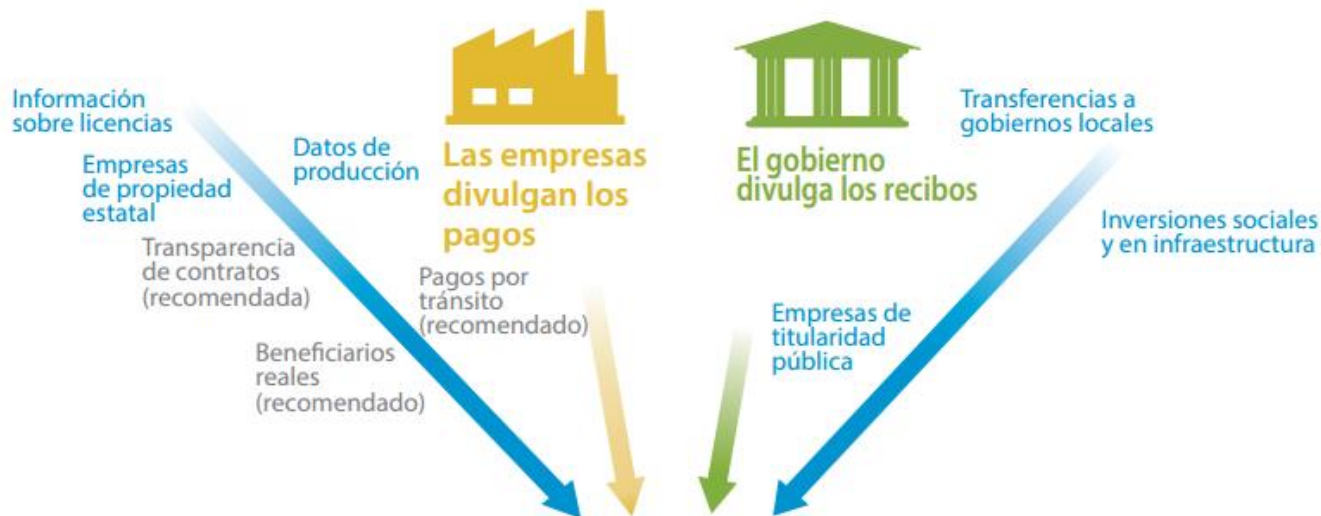 Información
sobre licencias
Empresas
de propiedad
estatal
Transparencia
de contratos
(recomendada)
Beneficiarios
reales
(recomendado)
Datos de
producción
Las empresas
divulgan los
pagos
Pagos por
tránsito
(recomendado)
El gobierno
divulga los recibos
Empresas de
titularidad
pública
Transferencias a
gobiernos locales
Inversiones sociales
y en infraestructura